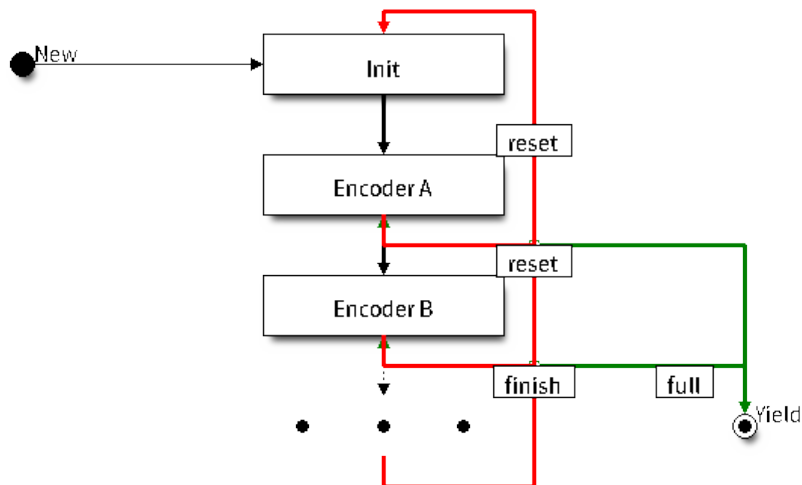 New
Init
reset
Encoder A
reset
Encoder B
finish
full
Yield